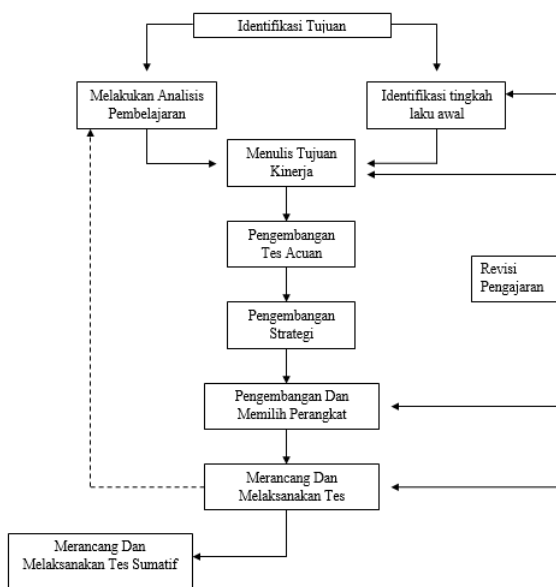 Identifikasi Tujuan
Melakukan Analisis
Pembelajaran
Identifikasi tingkah
laku awal
Menulis Tujuan
Kinerja
Pengembangan
Tes Acuan
Revisi
Pengajaran
Pengembangan
Strategi
Pengembangan Dan
Memilih Perangkat
Merancang Dan
Melaksanakan Tes
Merancang Dan
Melaksanakan Tes Sumatif